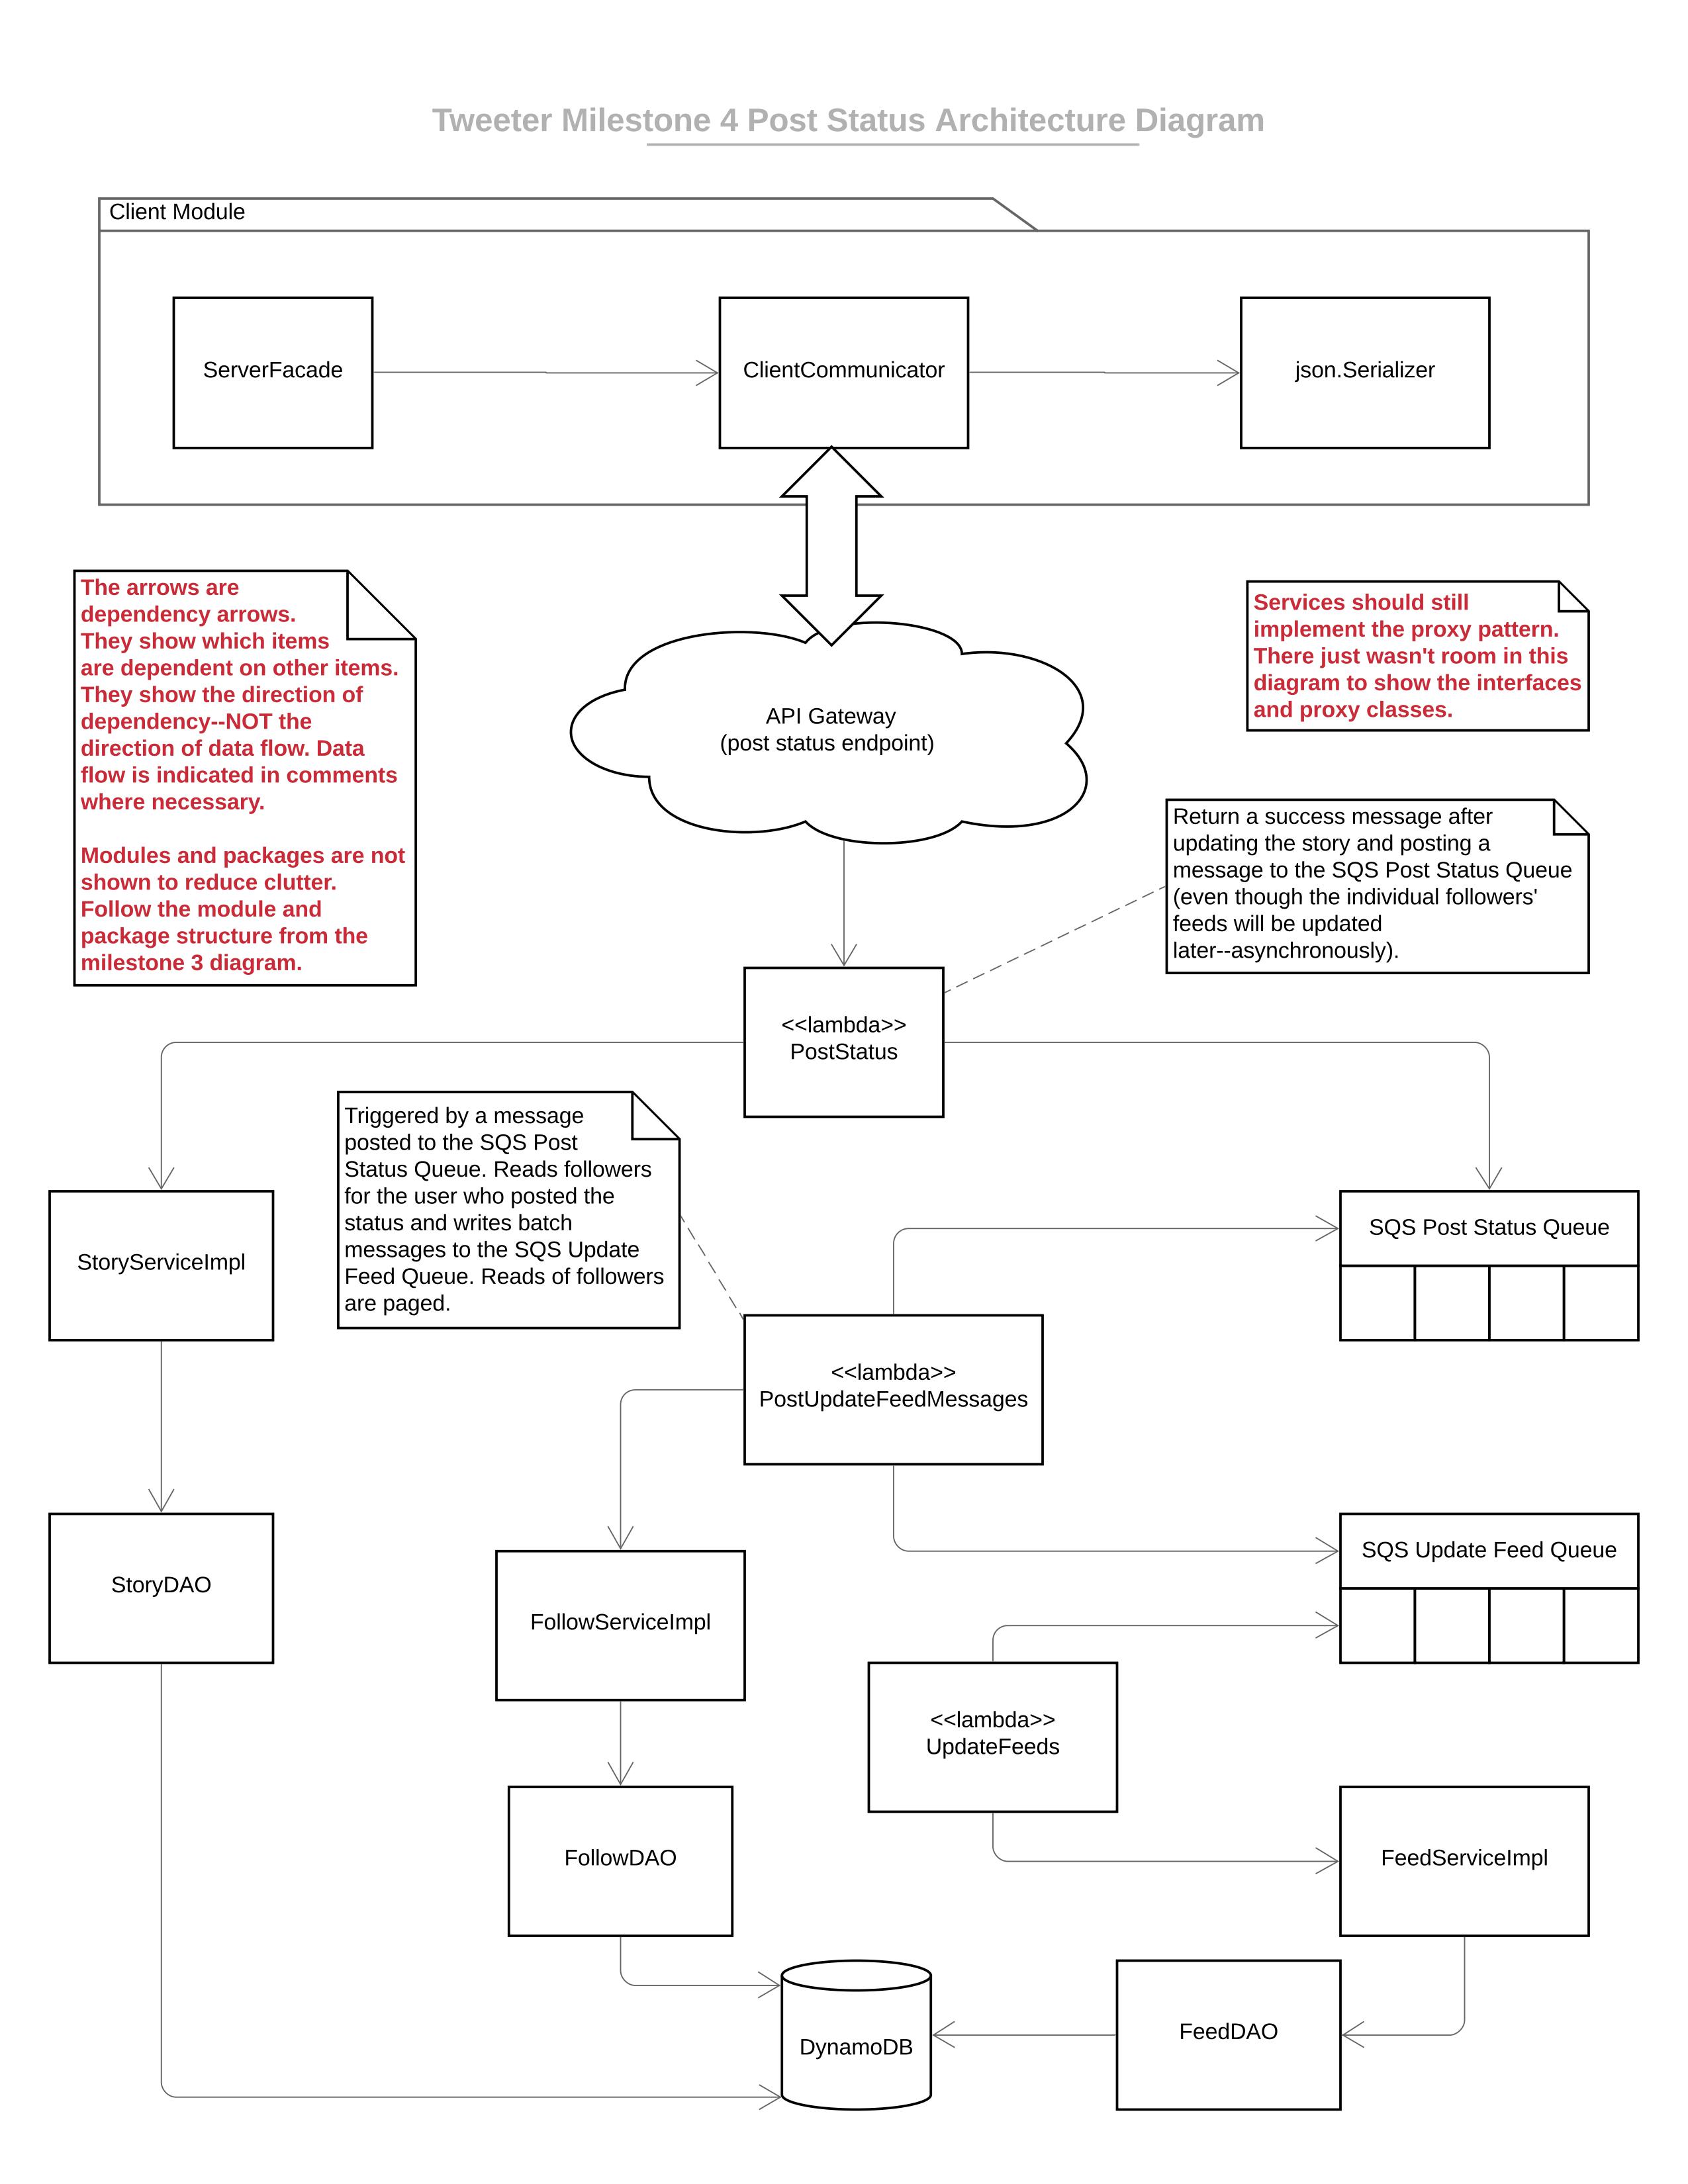 Tweeter Milestone 4 Post Status Architecture Diagram
Client Module
ServerFacade
ClientCommunicator
json.Serializer
The arrows are
dependency arrows.
They show which items
are dependent on other items.
They show the direction of
dependency--NOT the
direction of data flow. Data
flow is indicated in comments
where necessary.
Modules and packages are not
shown to reduce clutter.
Follow the module and
package structure from the
milestone 3 diagram.
Services should still
implement the proxy pattern.
There just wasn't room in this
diagram to show the interfaces
and proxy classes.
API Gateway
(post status endpoint)
Return a success message after
updating the story and posting a
message to the SQS Post Status Queue
(even though the individual followers'
feeds will be updated
later--asynchronously).
<<lambda>>
PostStatus
Triggered by a message
posted to the SQS Post
Status Queue. Reads followers
for the user who posted the
status and writes batch
messages to the SQS Update
Feed Queue. Reads of followers
are paged.
StoryServiceImpl
SQS Post Status Queue
<<lambda>>
PostUpdateFeedMessages
StoryDAO
SQS Update Feed Queue
FollowServiceImpl
<<lambda>>
UpdateFeeds
FollowDAO
FeedServiceImpl
DynamoDB
FeedDAO